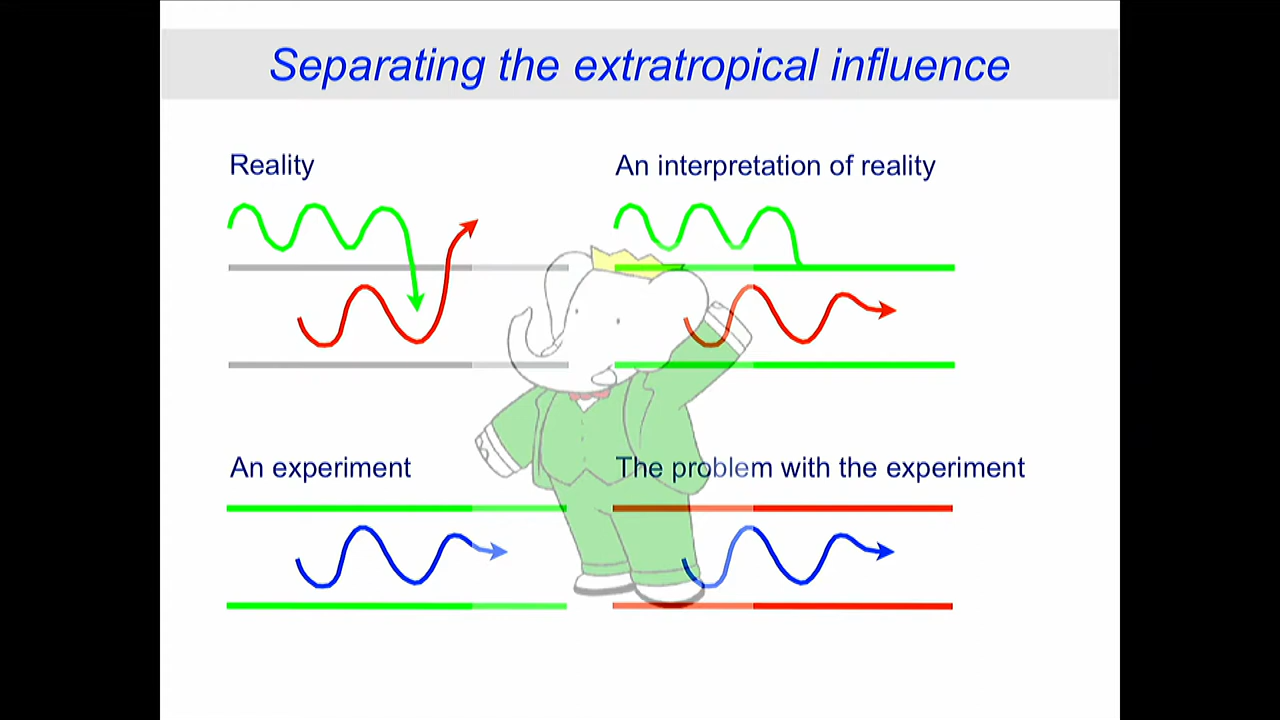 Separating the extratropical influence
Reality
An interpretation of reality
An experiment
The problem with the experiment